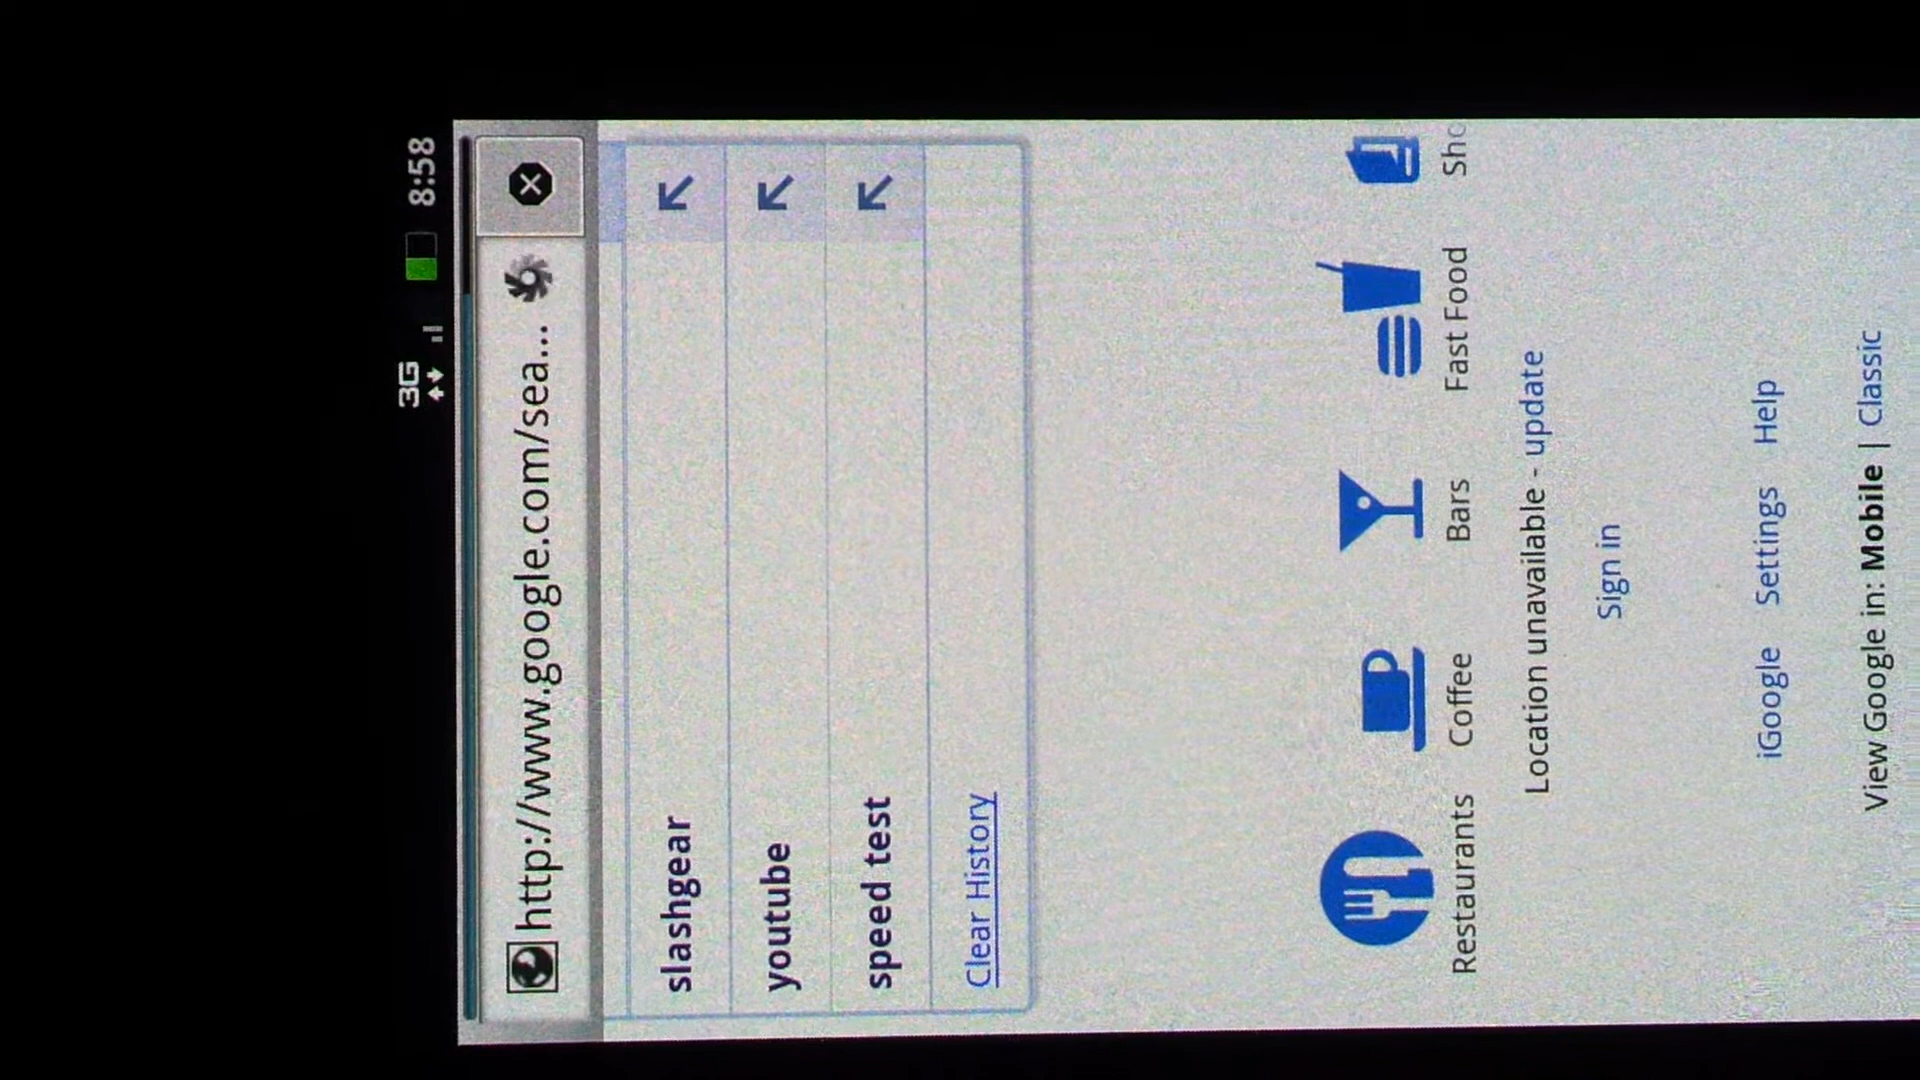 3G 8:58
http://www.google.com/sea...
slashgear
youtube
speed test
Clear History
Restaurants Coffee Bars Fast Food Sho
Location unavailable - update
Sign in
iGoogle Settings Help
View Google in: Mobile | Classic